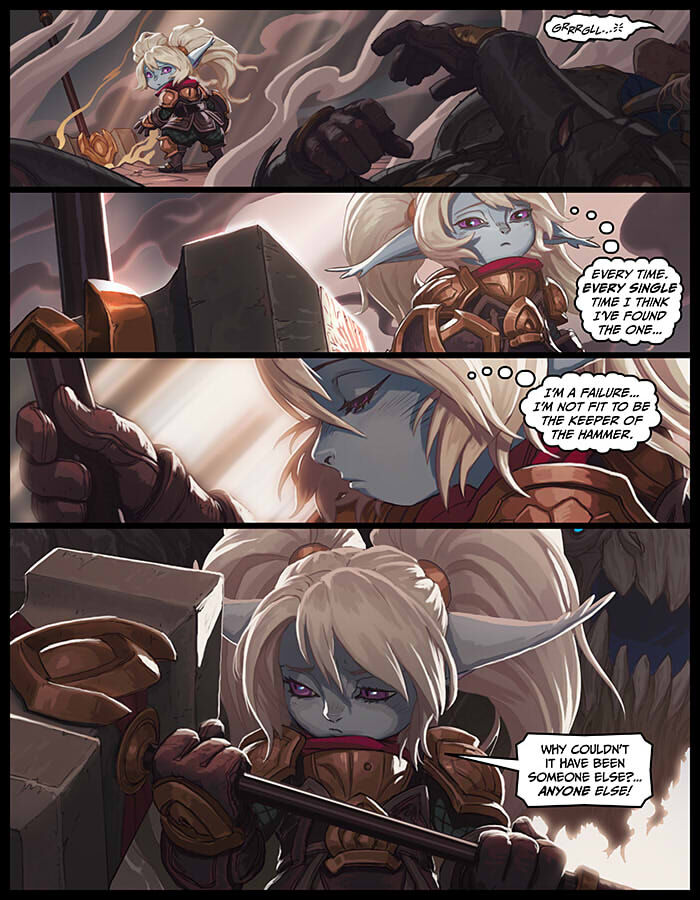 GRRRGLL...
EVERY TIME.
EVERY SINGLE
TIME I THINK
I'VE FOUND
THE ONE...
I'M A FAILURE...
I'M NOT FIT TO BE
THE KEEPER OF
THE HAMMER.
WHY COULDN'T
IT HAVE BEEN
SOMEONE ELSE?...
ANYONE ELSE!